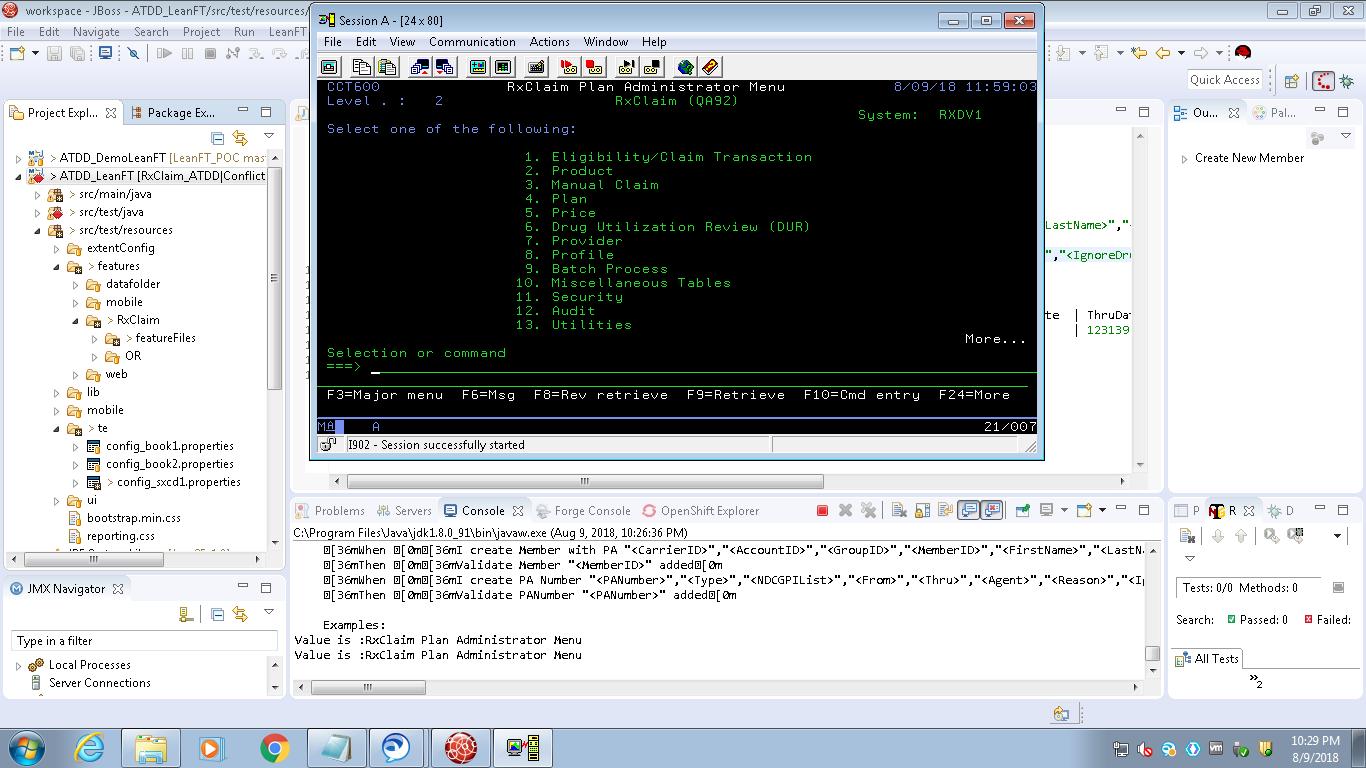 workspace - JBoss - ATDD_LeanFT/src/test/resources/
File Edit Navigate Search Project Run LeanFT
Quick Access
Project Expl...
Package Ex...
> ATDD_DemoLeanFT [LeanFT_POC mas
> ATDD_LeanFT [RxClaim_ATDD|Conflict
> src/main/java
> src/test/java
> src/test/resources
extentConfig
> features
datafolder
mobile
> RxClaim
> featureFiles
OR
web
lib
mobile
> te
config_book1.properties
config_book2.properties
> config_sxcd1.properties
ui
bootstrap.min.css
reporting.css
JMX Navigator
Type in a filter
Local Processes
Server Connections
Session A - [24 x 80]
File Edit View Communication Actions Window Help
CCT600 RxClaim Plan Administrator Menu 8/09/18 11:59:03
Level . : 2 RxClaim (QA92)
System: RXDV1
Select one of the following:
1. Eligibility/Claim Transaction
2. Product
3. Manual Claim
4. Plan
5. Price
6. Drug Utilization Review (DUR)
7. Provider
8. Profile
9. Batch Process
10. Miscellaneous Tables
11. Security
12. Audit
13. Utilities
More...
Selection or command
===>
F3=Major menu F6=Msg F8=Rev retrieve F9=Retrieve F10=Cmd entry F24=More
MA A 21/007
I902 - Session successfully started
LastName>","
","<IgnoreDru
te | ThruDat
| 123139
Ou...
Pal...
Create New Member
Problems Servers Console Forge Console OpenShift Explorer
C:\Program Files\Java\jdk1.8.0_91\bin\javaw.exe (Aug 9, 2018, 10:26:36 PM)
[36mWhen [0m[36mI create Member with PA "<CarrierID>","<AccountID>","<GroupID>","<MemberID>","<FirstName>","<LastN
[36mThen [0m[36mValidate Member "<MemberID>" added[0m
[36mWhen [0m[36mI create PA Number "<PANumber>","<Type>","<NDCGPIList>","<From>","<Thru>","<Agent>","<Reason>","<Ig
[36mThen [0m[36mValidate PANumber "<PANumber>" added[0m
Examples:
Value is :RxClaim Plan Administrator Menu
Value is :RxClaim Plan Administrator Menu
P R D
Tests: 0/0 Methods: 0
Search: Passed: 0 Failed:
All Tests
»2
10:29 PM
8/9/2018